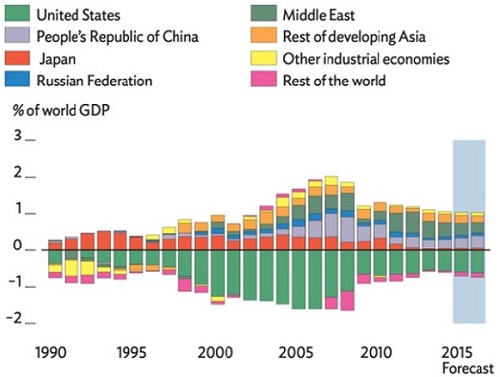 United States
People's Republic of China
Japan
Russian Federation
Middle East
Rest of developing Asia
Other industrial economies
Rest of the world
% of world GDP
3
2
1
0
−1
−2
1990 1995 2000 2005 2010 2015
Forecast